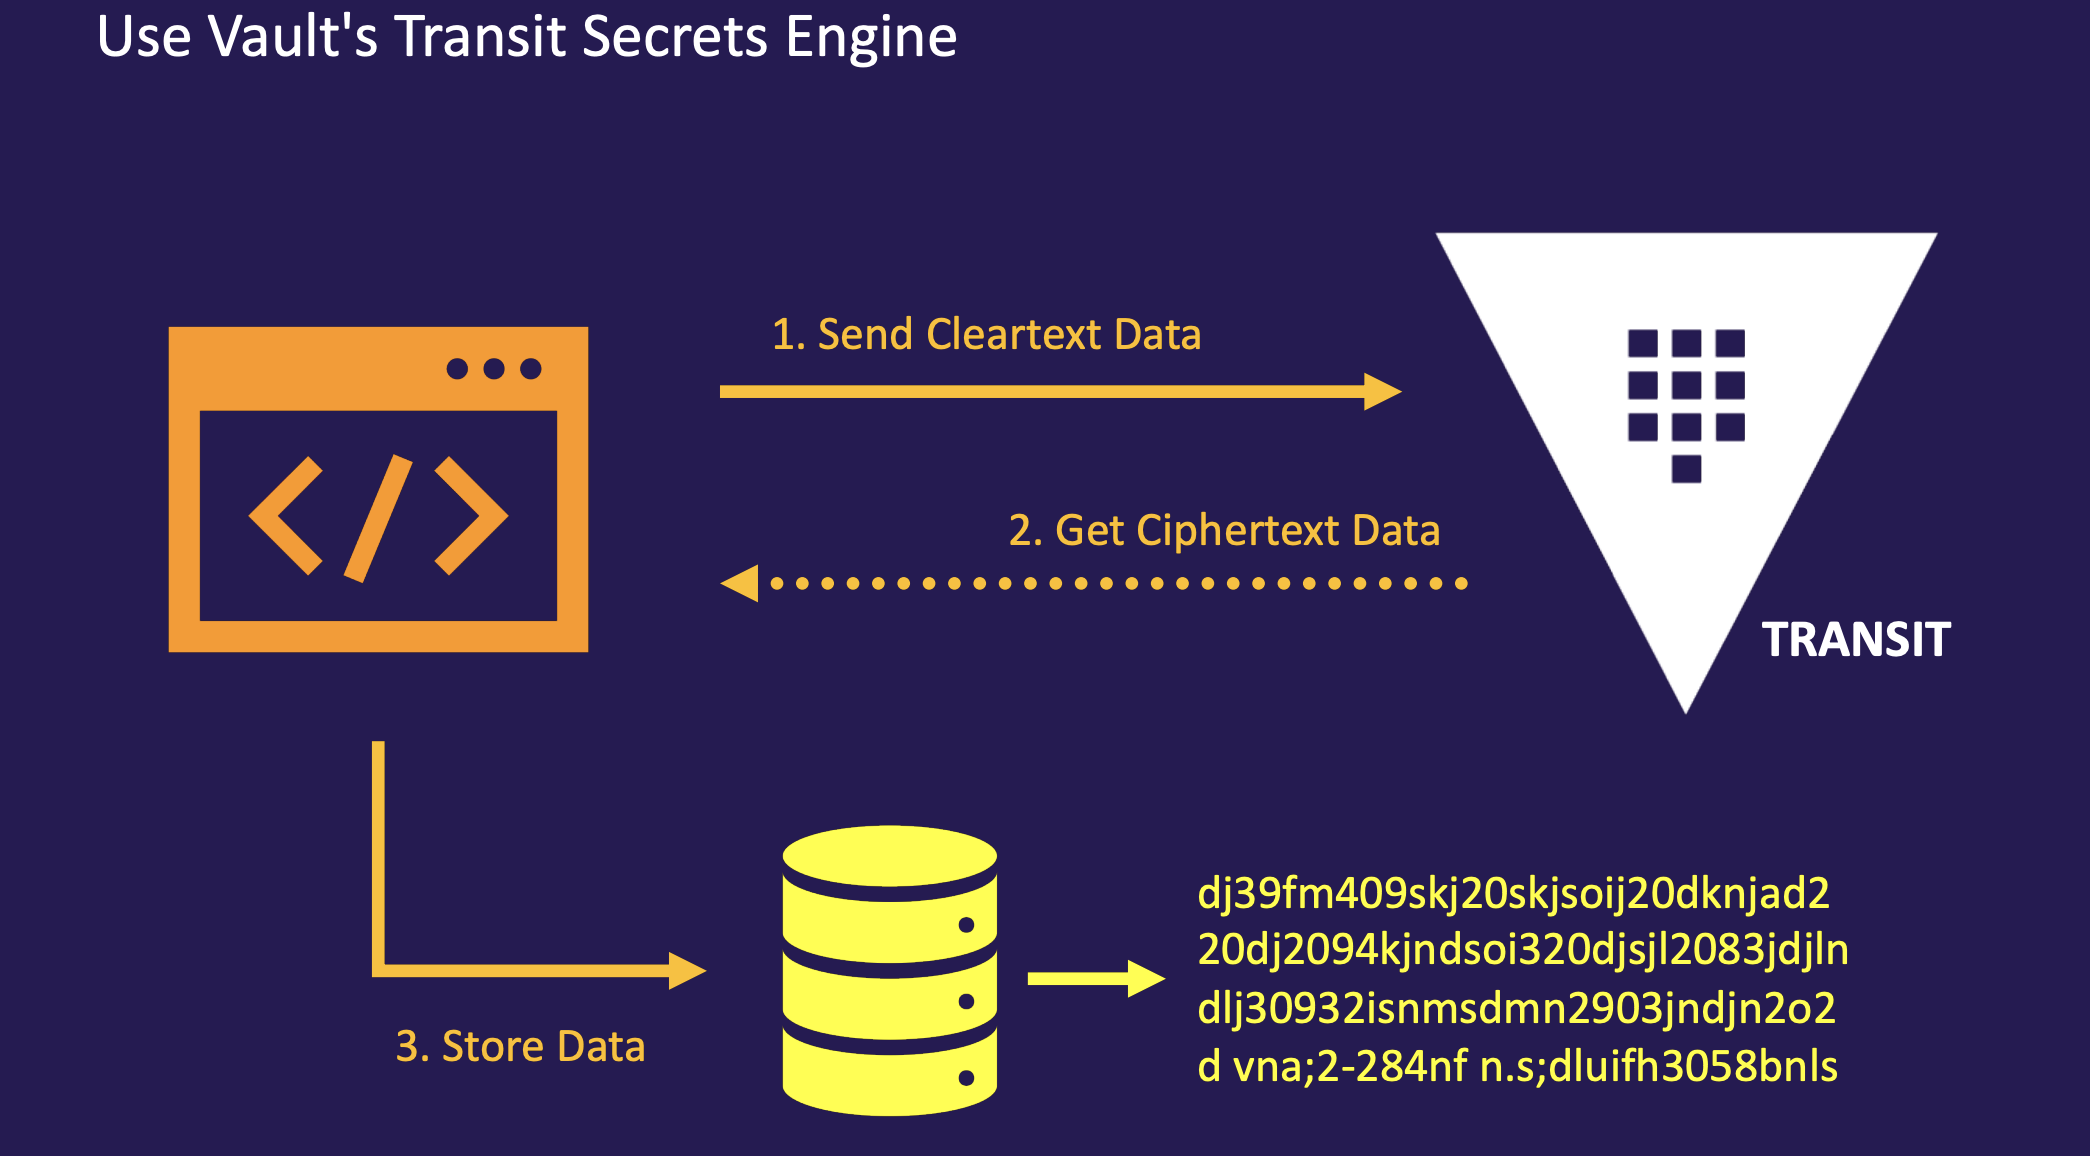 Use Vault's Transit Secrets Engine
1. Send Cleartext Data
</>
2. Get Ciphertext Data
TRANSIT
3. Store Data
dj39fm409skj20skjsoij20dknjad2
20dj2094kjndsoi320djsjl2083jdjln
dlj30932isnmsdmn2903jndjn2o2
d vna;2-284nf n.s;dluifh3058bnls